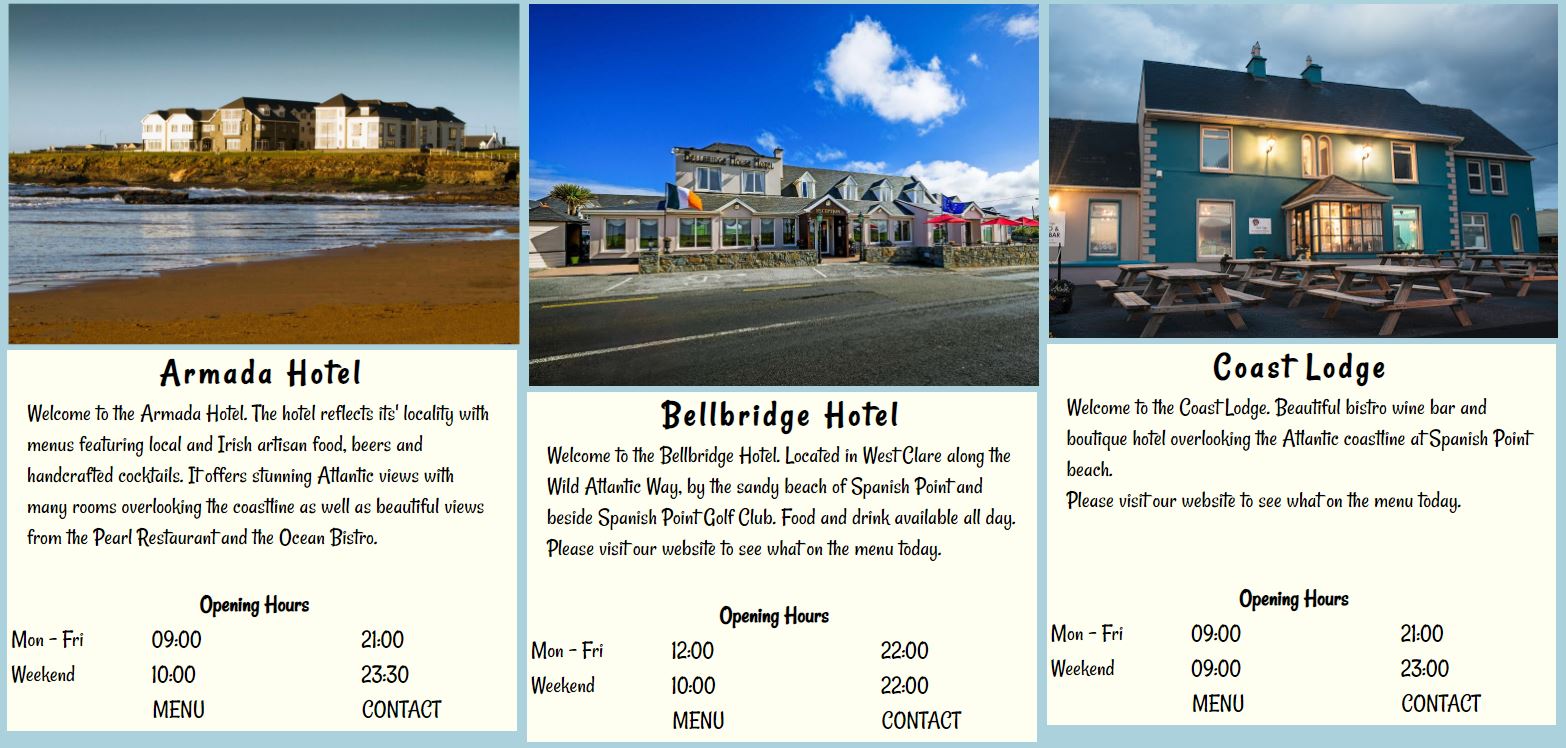 BELLBRIDGE HOUSE HOTEL
RECEPTION
Armada Hotel
Welcome to the Armada Hotel. The hotel reflects its' locality with
menus featuring local and Irish artisan food, beers and
handcrafted cocktails. It offers stunning Atlantic views with
many rooms overlooking the coastline as well as beautiful views
from the Pearl Restaurant and the Ocean Bistro.
Opening Hours
Mon - Fri 09:00 21:00
Weekend 10:00 23:30
MENU CONTACT
Bellbridge Hotel
Welcome to the Bellbridge Hotel. Located in West Clare along the
Wild Atlantic Way, by the sandy beach of Spanish Point and
beside Spanish Point Golf Club. Food and drink available all day.
Please visit our website to see what on the menu today.
Opening Hours
Mon - Fri 12:00 22:00
Weekend 10:00 22:00
MENU CONTACT
Coast Lodge
Welcome to the Coast Lodge. Beautiful bistro wine bar and
boutique hotel overlooking the Atlantic coastline at Spanish Point
beach.
Please visit our website to see what on the menu today.
Opening Hours
Mon - Fri 09:00 21:00
Weekend 09:00 23:00
MENU CONTACT